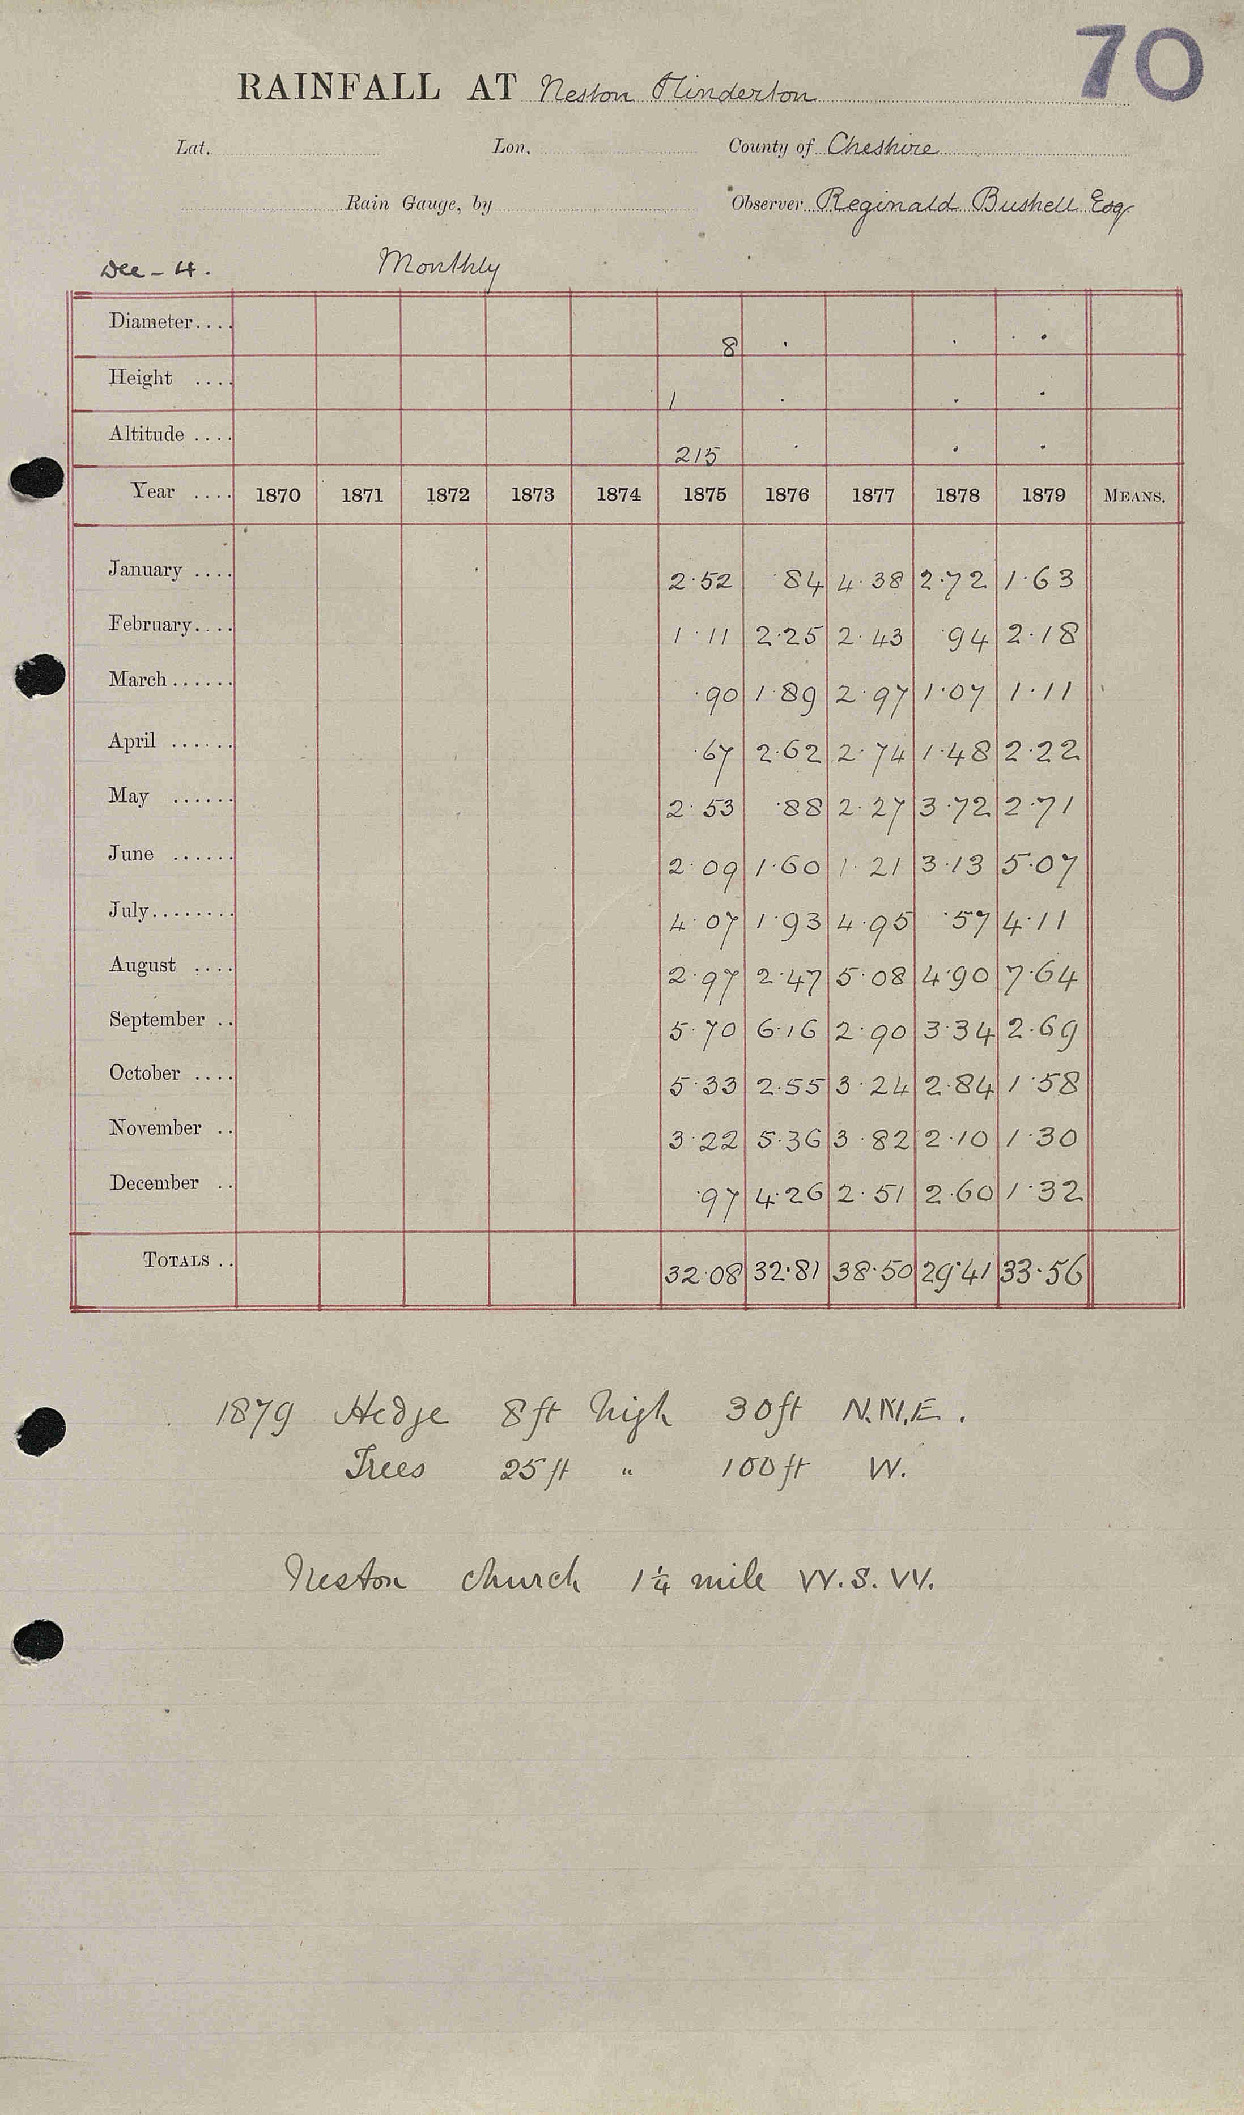 70
RAINFALL AT Neston Hinderton
Lat. Lon. County of Cheshire
Rain Gauge, by Observer Reginald Bushell Esq
Dec - 4. Monthly
Diameter.... 8 . . .
Height .... 1 . . .
Altitude .... 215 . . .
Year .... 1870 1871 1872 1873 1874 1875 1876 1877 1878 1879 MEANS.
January .... 2.52 .84 4.38 2.72 1.63
February.... 1.11 2.25 2.43 .94 2.18
March...... .90 1.89 2.97 1.07 1.11
April ...... .67 2.62 2.74 1.48 2.22
May ...... 2.53 .88 2.27 3.72 2.71
June ...... 2.09 1.60 1.21 3.13 5.07
July........ 4.07 1.93 4.95 .57 4.11
August .... 2.97 2.47 5.08 4.90 7.64
September .. 5.70 6.16 2.90 3.34 2.69
October .... 5.33 2.55 3.24 2.84 1.58
November .. 3.22 5.36 3.82 2.10 1.30
December .. .97 4.26 2.51 2.60 1.32
TOTALS .. 32.08 32.81 38.50 29.41 33.56
1879 Hedge 8ft high 30ft N.N.E.
Trees 25ft " 100ft W.
Neston church 1¼ mile W.S.W.